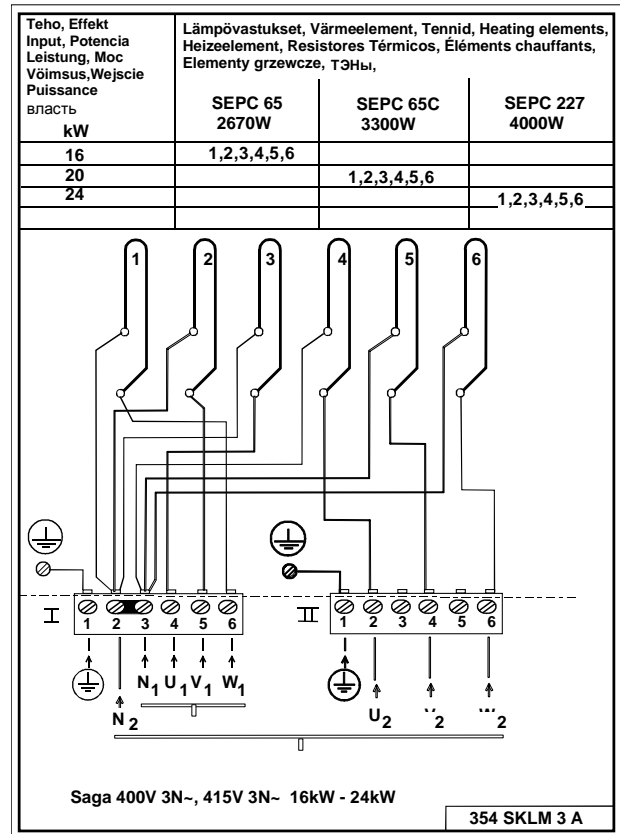 Teho, Effekt
Input, Potencia
Leistung, Moc
Vöimsus,Wejscie
Puissance
власть
kW
Lämpövastukset, Värmeelement, Tennid, Heating elements,
Heizeelement, Resistores Térmicos, Éléments chauffants,
Elementy grzewcze, ТЭНы,
SEPC 65
2670W
SEPC 65C
3300W
SEPC 227
4000W
16 1,2,3,4,5,6
20 1,2,3,4,5,6
24 1,2,3,4,5,6
1 2 3 4 5 6
I 1 2 3 4 5 6
II 1 2 3 4 5 6
N1 U1 V1 W1
N2
U2 2 2
Saga 400V 3N~, 415V 3N~ 16kW - 24kW
354 SKLM 3 A